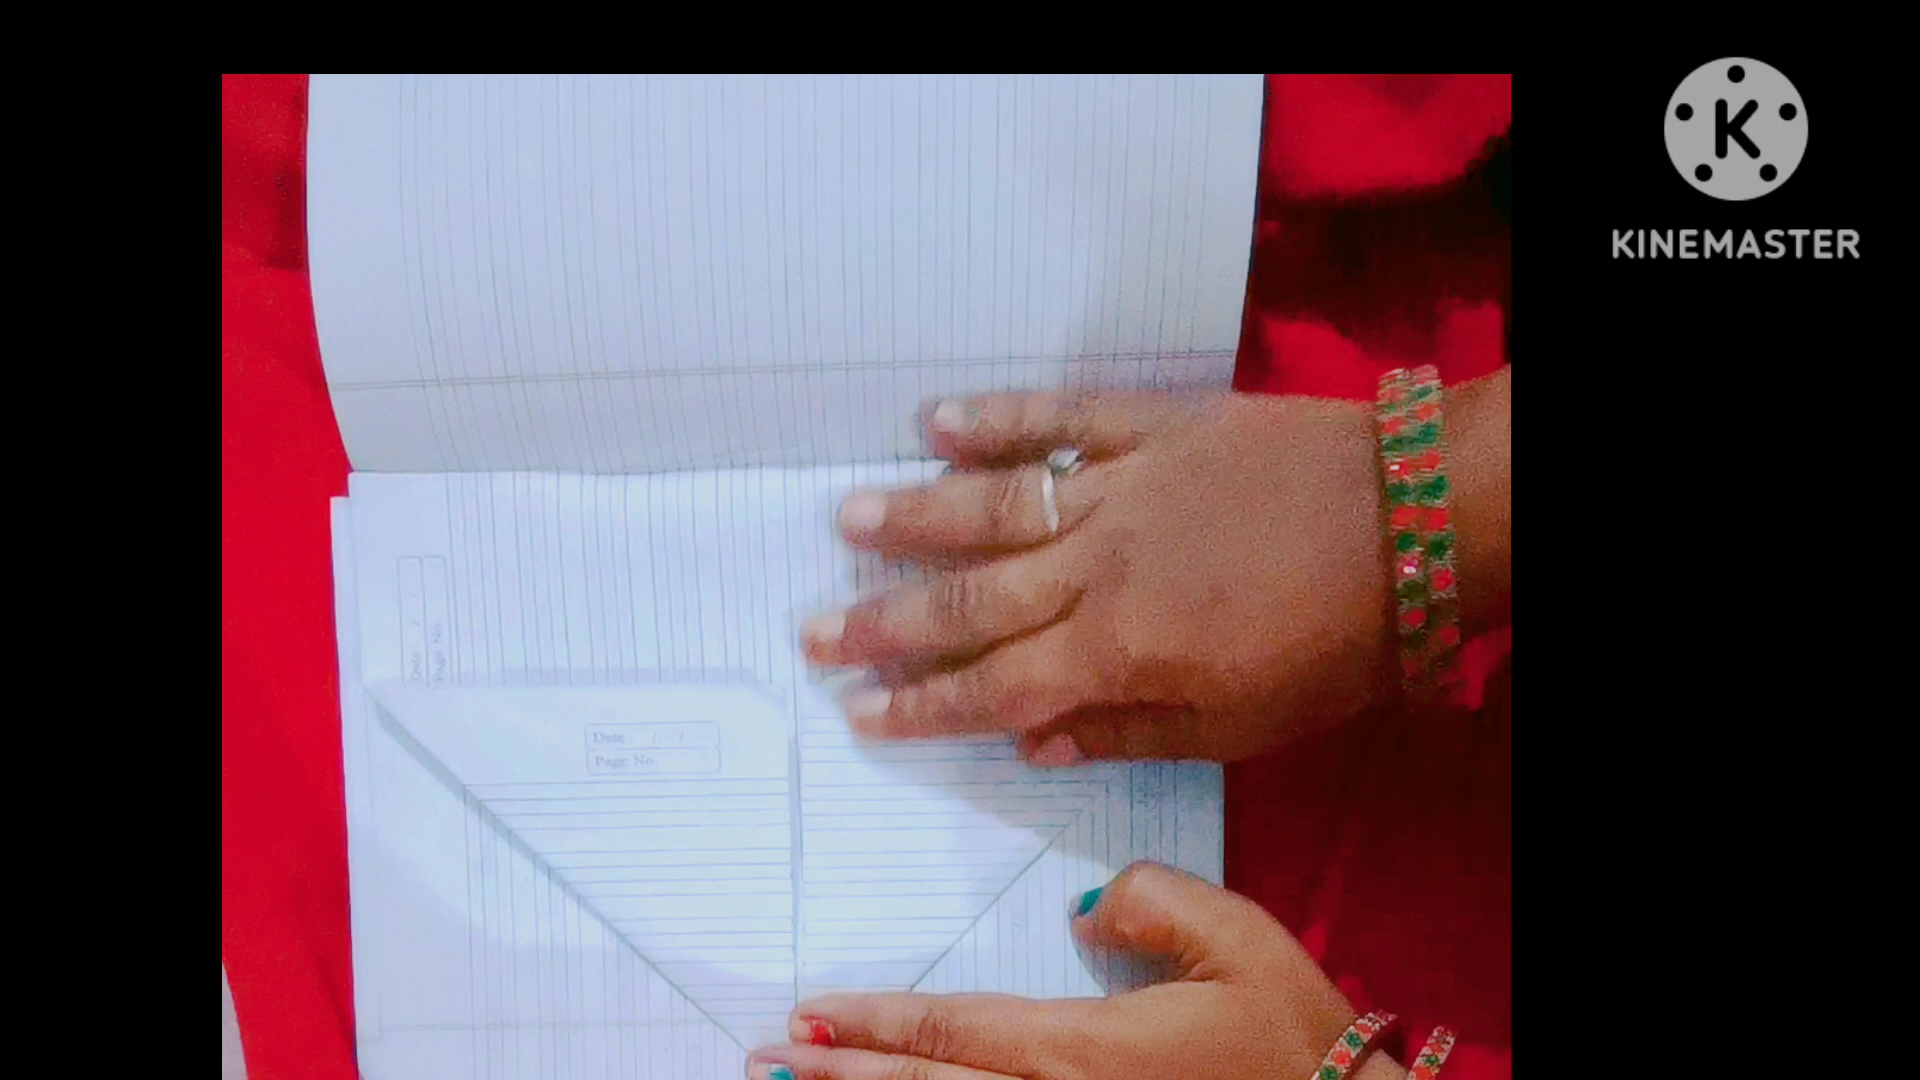 K
KINEMASTER
Date / /
Page No.
Date / /
Page No.